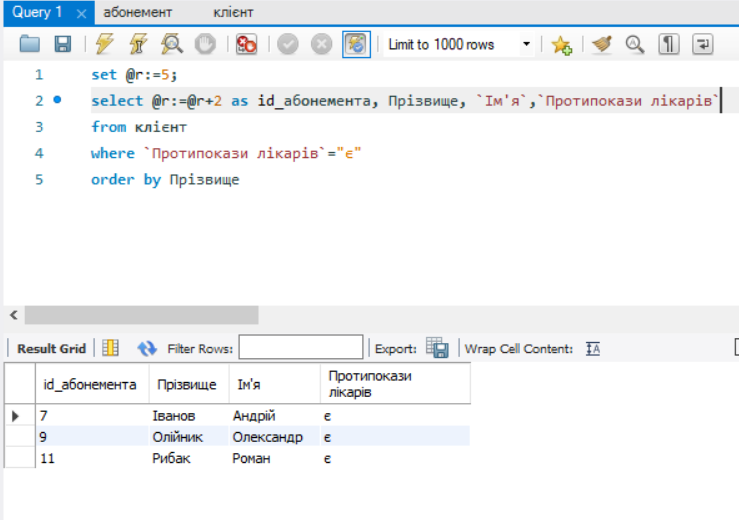 Query 1 абонемент клієнт
Limit to 1000 rows
1 set @r:=5;
2 select @r:=@r+2 as id_абонемента, Прізвище, `Ім'я`,`Протипокази лікарів`
3 from клієнт
4 where `Протипокази лікарів`="є"
5 order by Прізвище
Result Grid Filter Rows: Export: Wrap Cell Content:
id_абонемента Прізвище Ім'я Протипокази
лікарів
7 Іванов Андрій є
9 Олійник Олександр є
11 Рибак Роман є